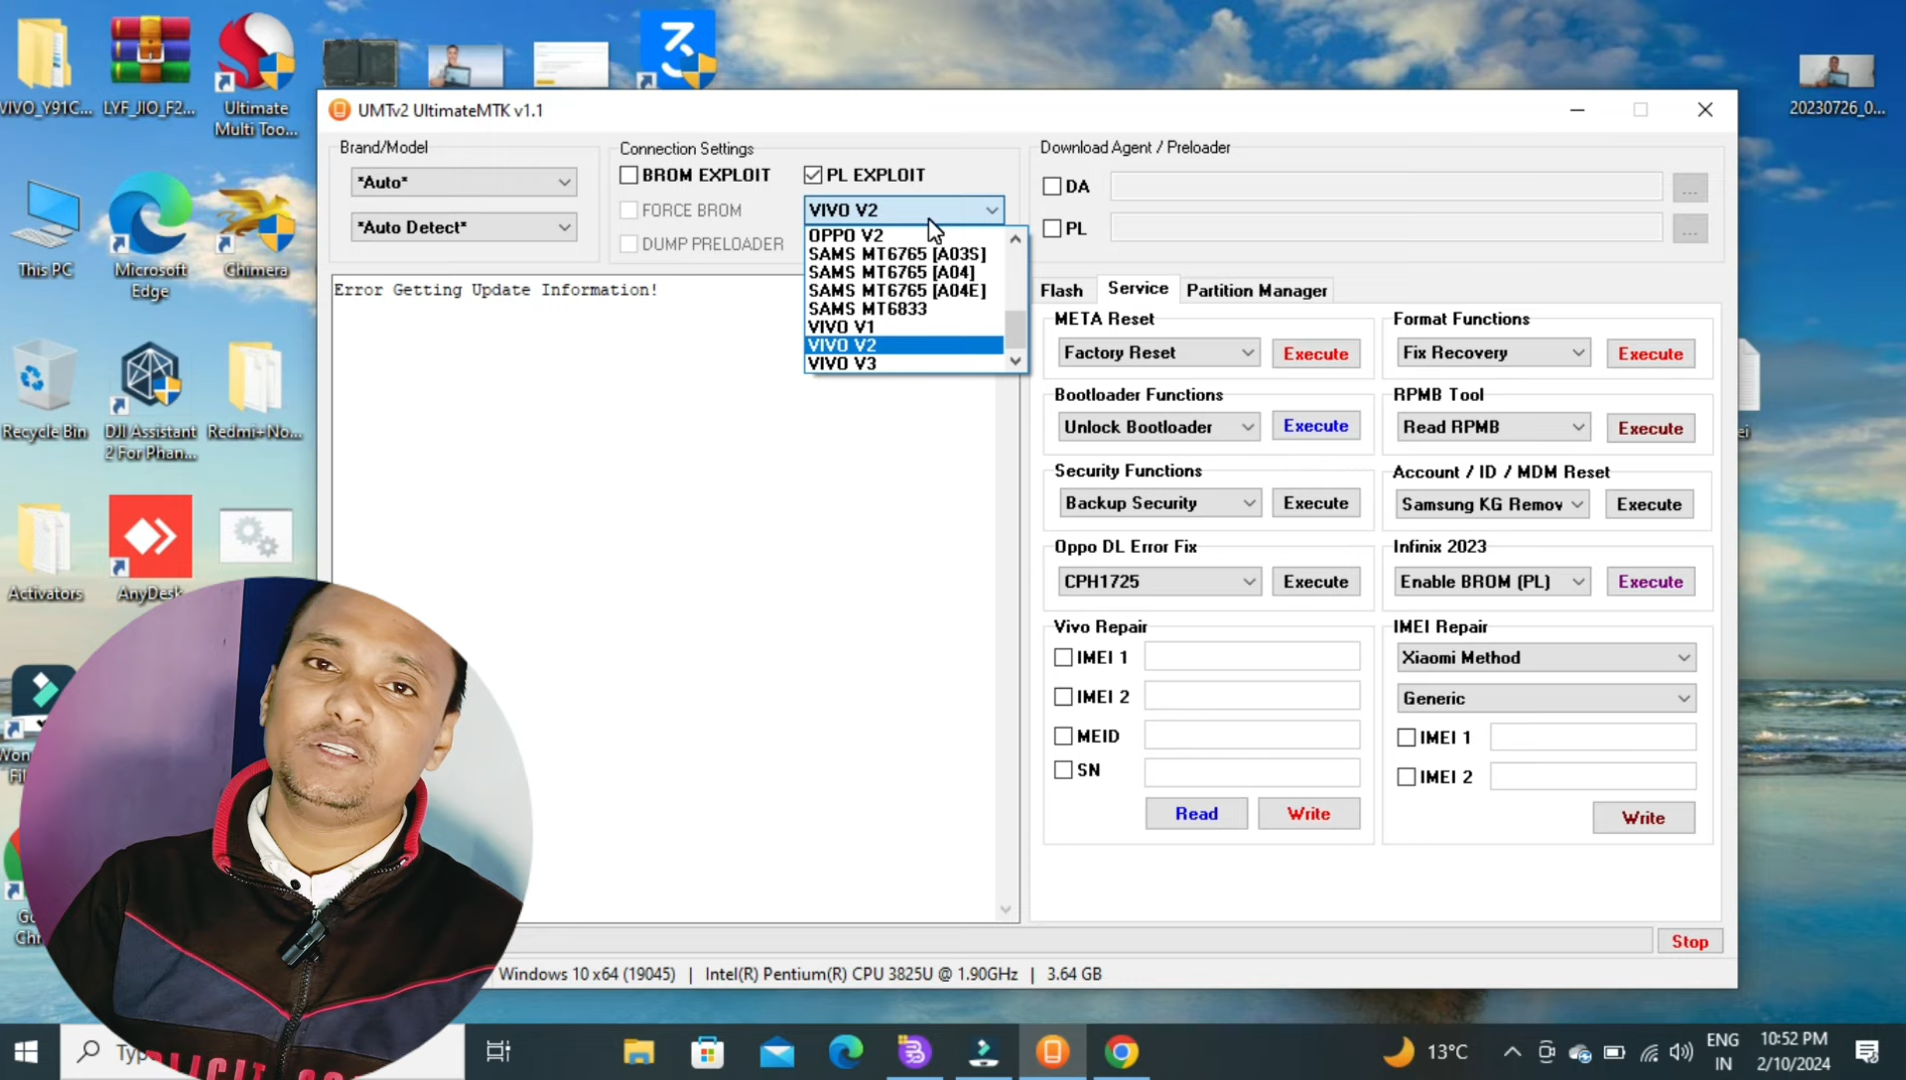 VIVO_Y91C...
LYF_JIO_F2...
Ultimate
Multi Too...
20230726_0...
This PC
Microsoft
Edge
Chimera
Recycle Bin
DJI Assistant
2 For Phan...
Redmi+No...
Activators
AnyDesk
UMTv2 UltimateMTK v1.1
Brand/Model
*Auto*
*Auto Detect*
Connection Settings
BROM EXPLOIT
PL EXPLOIT
FORCE BROM
VIVO V2
DUMP PRELOADER
OPPO V2
SAMS MT6765 [A03S]
SAMS MT6765 [A04]
SAMS MT6765 [A04E]
SAMS MT6833
VIVO V1
VIVO V2
VIVO V3
Download Agent / Preloader
DA
...
PL
...
Error Getting Update Information!
Flash
Service
Partition Manager
META Reset
Factory Reset
Execute
Format Functions
Fix Recovery
Execute
Bootloader Functions
Unlock Bootloader
Execute
RPMB Tool
Read RPMB
Execute
Security Functions
Backup Security
Execute
Account / ID / MDM Reset
Samsung KG Remov
Execute
Oppo DL Error Fix
CPH1725
Execute
Infinix 2023
Enable BROM (PL)
Execute
Vivo Repair
IMEI 1
IMEI 2
MEID
SN
Read
Write
IMEI Repair
Xiaomi Method
Generic
IMEI 1
IMEI 2
Write
Stop
Windows 10 x64 (19045) | Intel(R) Pentium(R) CPU 3825U @ 1.90GHz | 3.64 GB
13°C
ENG
IN
10:52 PM
2/10/2024